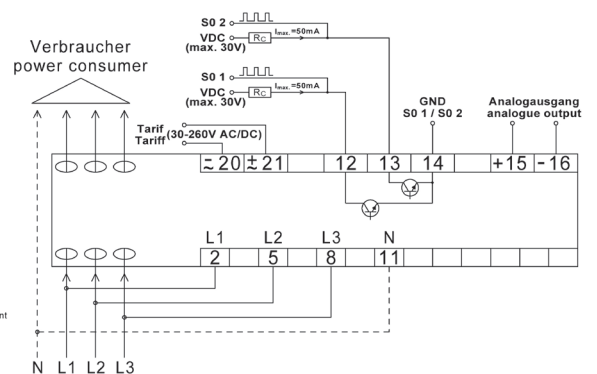 S0 2
VDC
(max. 30V)
RC
Imax.=50mA
S0 1
VDC
(max. 30V)
RC
Imax.=50mA
Verbraucher
power consumer
Tarif
Tariff
(30-260V AC/DC)
GND
S0 1 / S0 2
Analogausgang
analogue output
≂ 20 ± 21 12 13 14 +15 -16
L1 L2 L3 N
2 5 8 11
nt
N L1 L2 L3